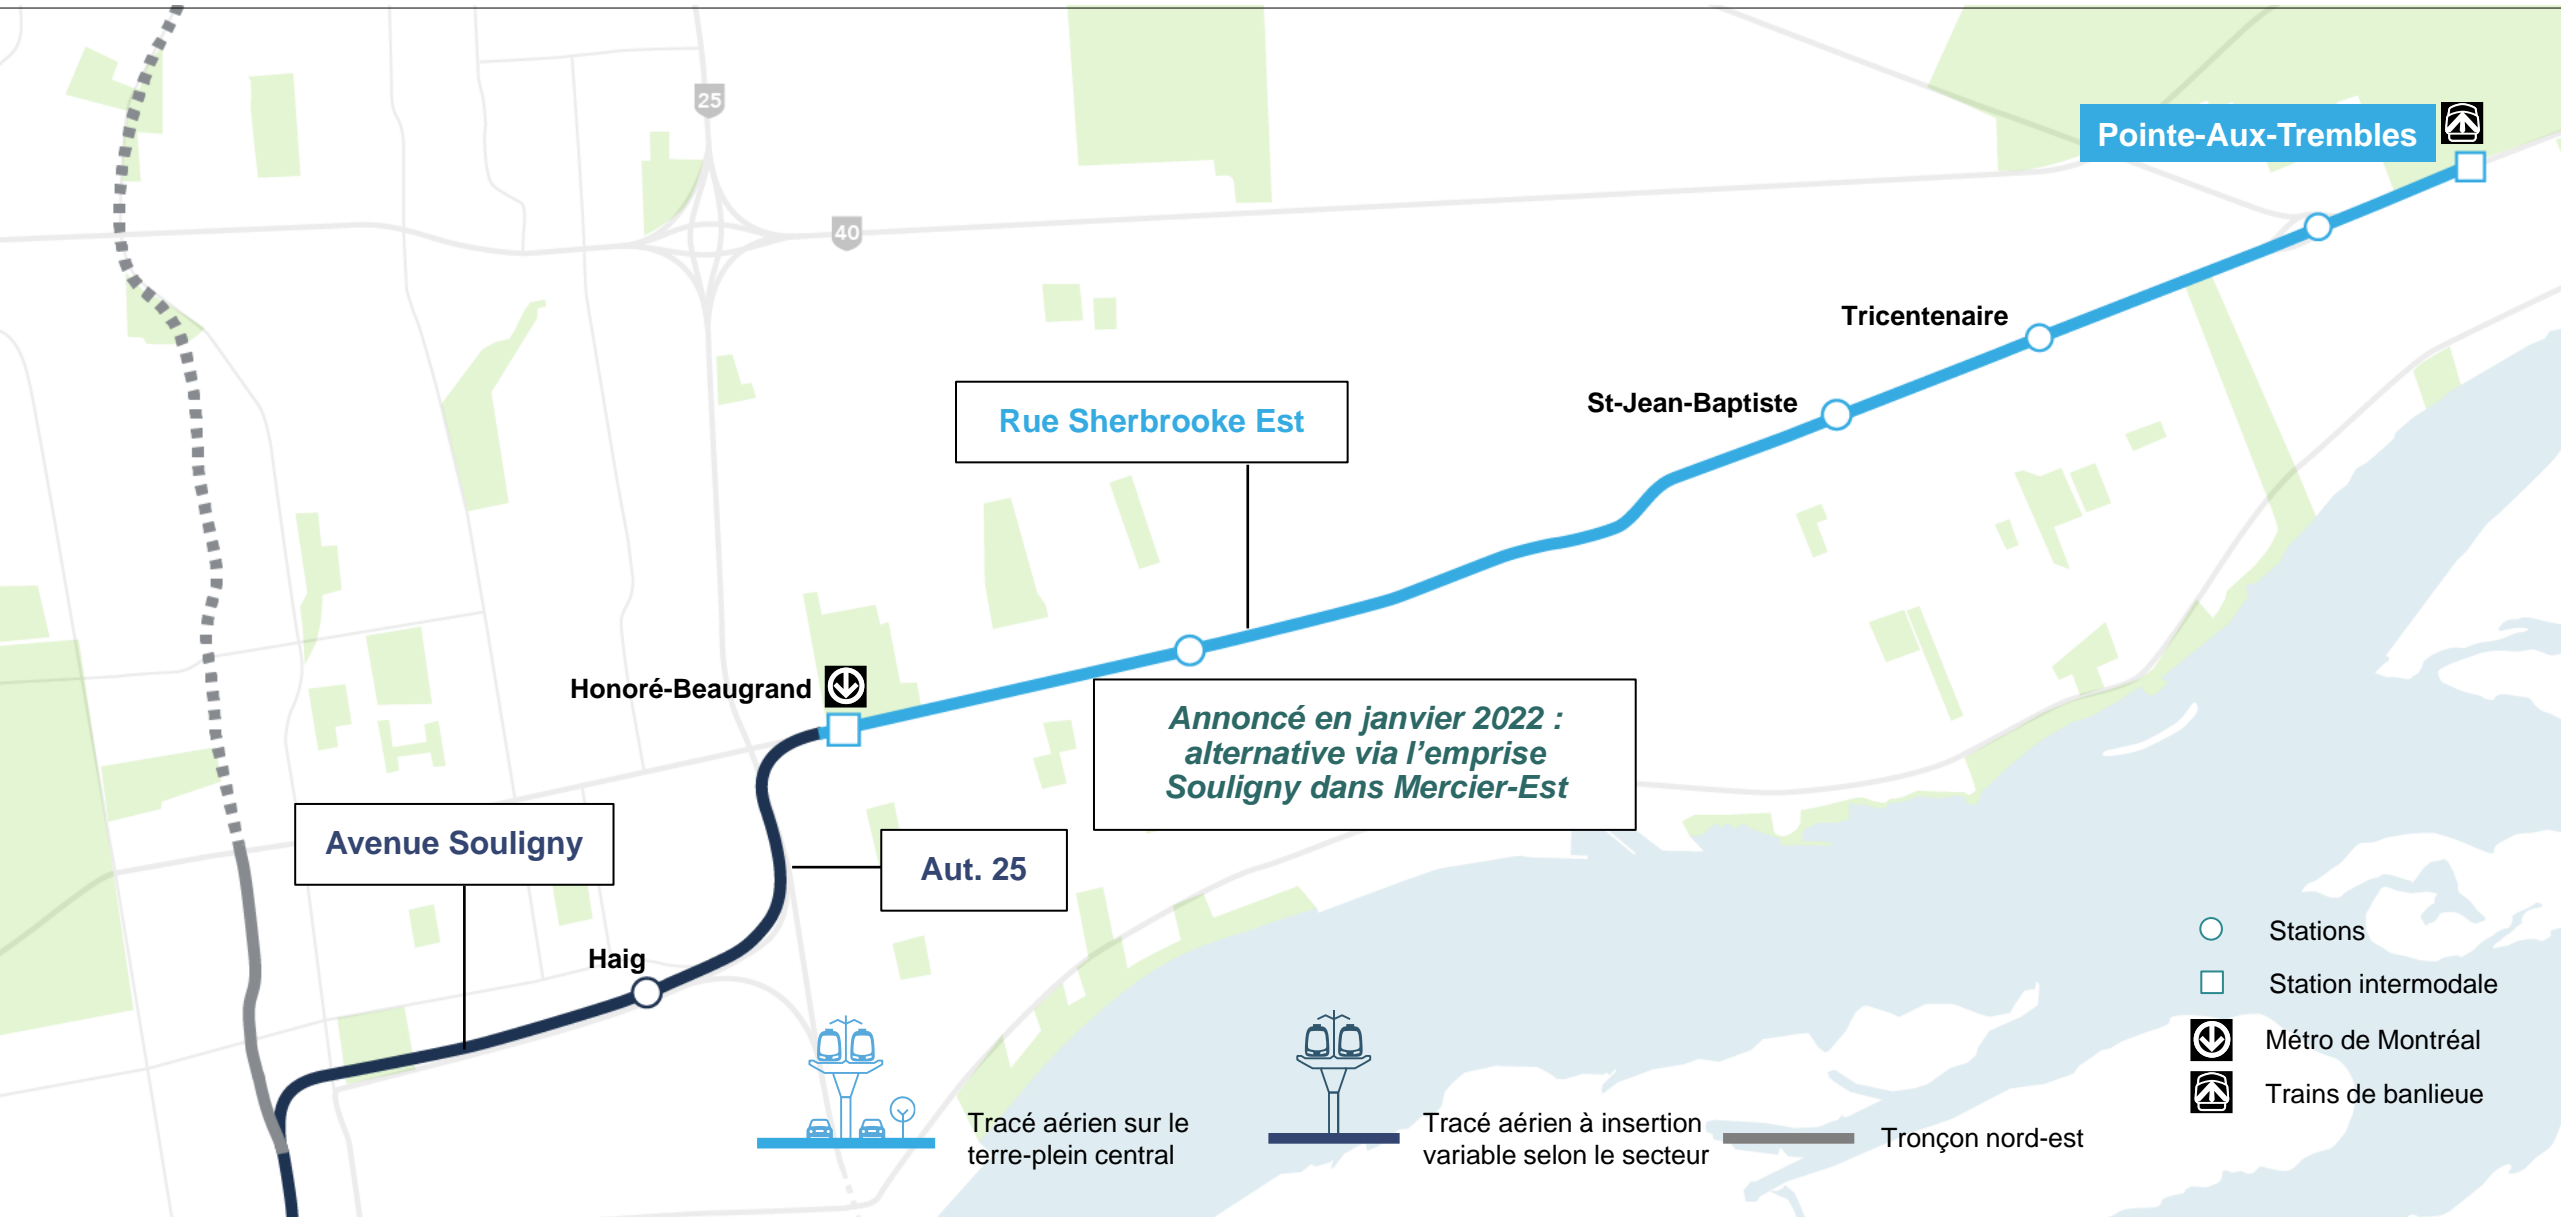 25
Pointe-Aux-Trembles
40
Tricentenaire
St-Jean-Baptiste
Rue Sherbrooke Est
Honoré-Beaugrand
Annoncé en janvier 2022 :
alternative via l’emprise
Souligny dans Mercier-Est
Avenue Souligny
Aut. 25
Haig
Stations
Station intermodale
Métro de Montréal
Trains de banlieue
Tracé aérien sur le
terre-plein central
Tracé aérien à insertion
variable selon le secteur
Tronçon nord-est